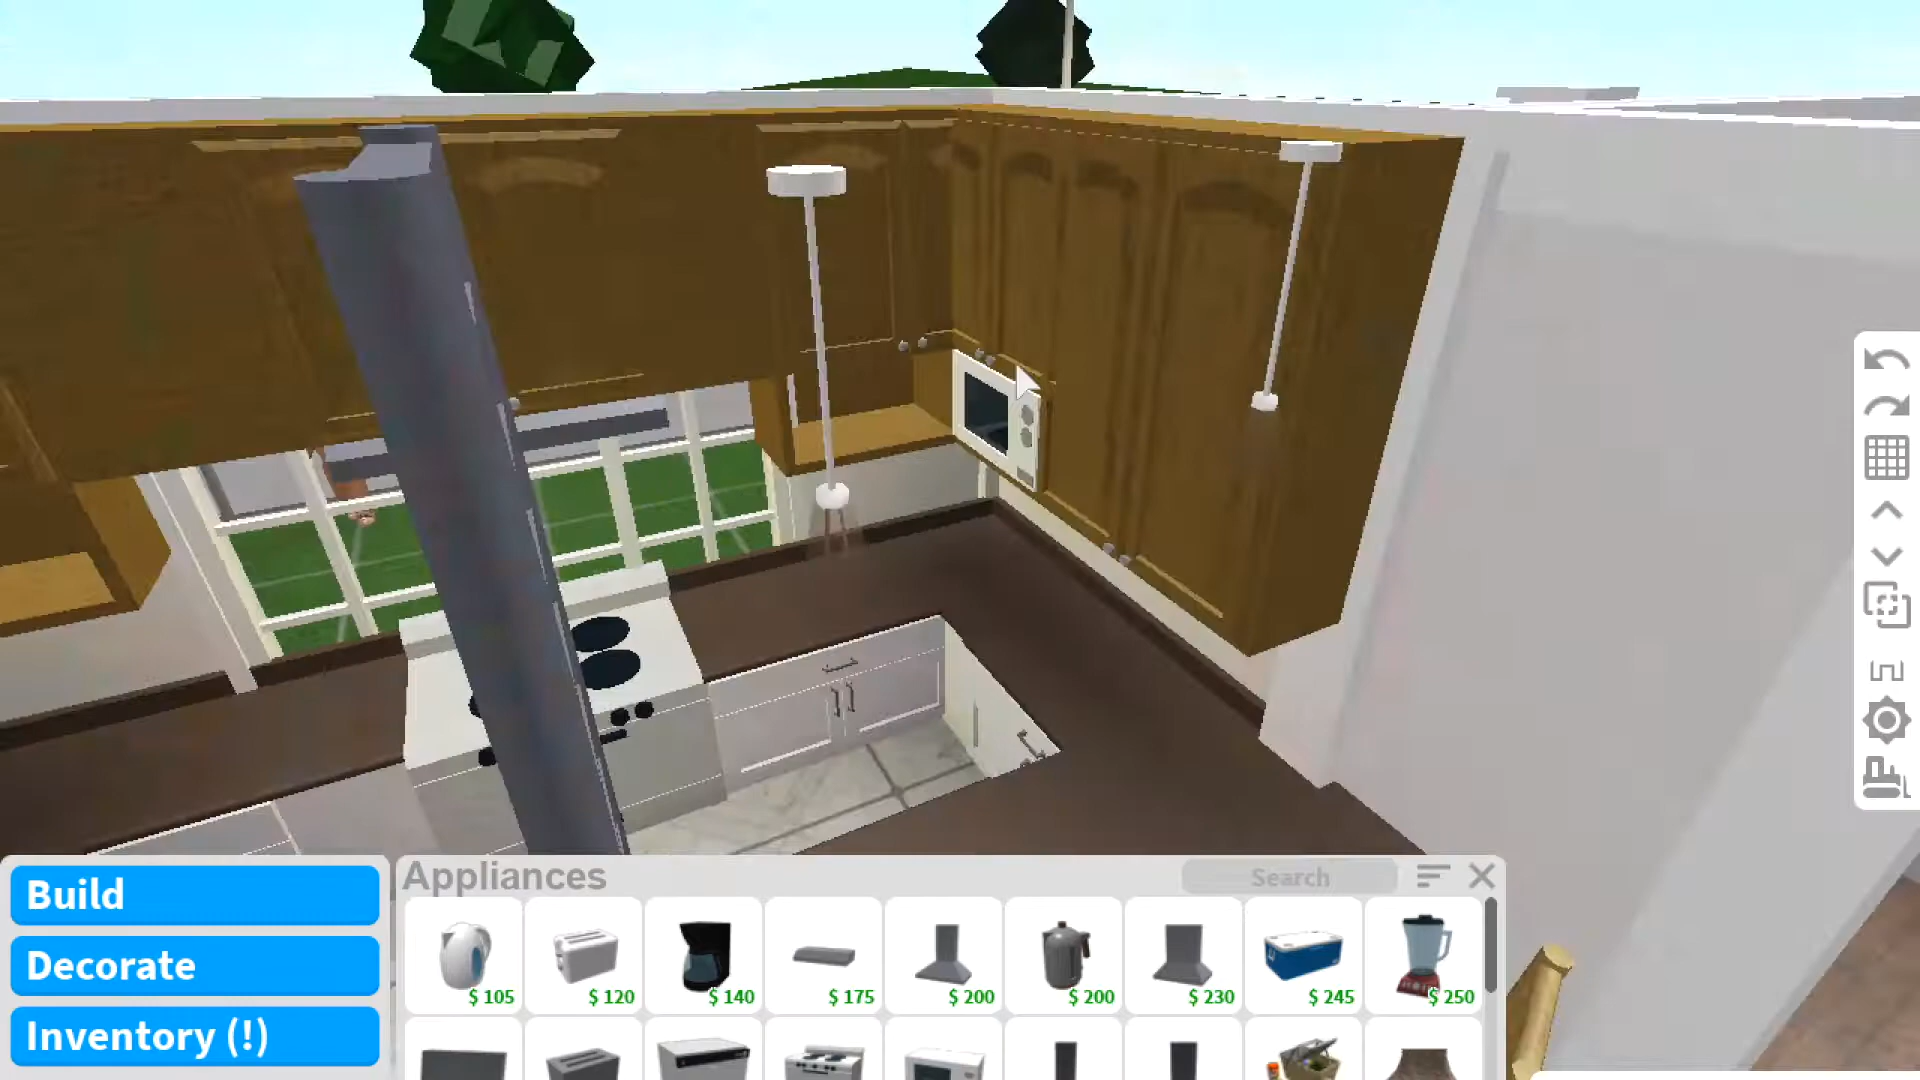 Build
Decorate
Inventory (!)
Appliances
Search
$ 105
$ 120
$ 140
$ 175
$ 200
$ 200
$ 230
$ 245
$ 250